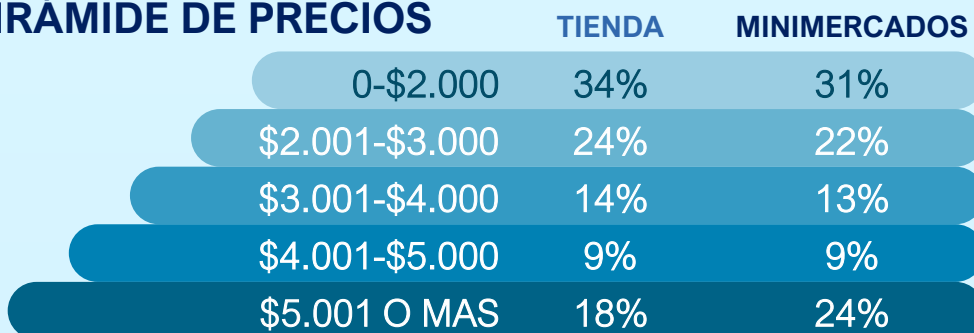 IRÁMIDE DE PRECIOS TIENDA MINIMERCADOS
0-$2.000 34% 31%
$2.001-$3.000 24% 22%
$3.001-$4.000 14% 13%
$4.001-$5.000 9% 9%
$5.001 O MAS 18% 24%